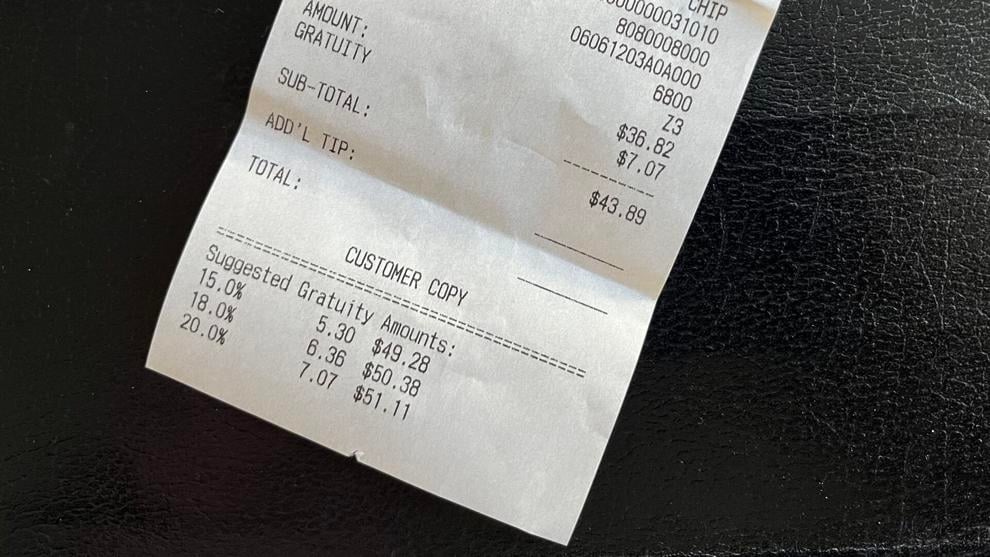 CHIP
00000031010
8080008000
06061203A0A000
6800
Z3
AMOUNT: $36.82
GRATUITY $7.07
SUB-TOTAL: $43.89
ADD'L TIP:
TOTAL:
CUSTOMER COPY
Suggested Gratuity Amounts:
15.0% 5.30 $49.28
18.0% 6.36 $50.38
20.0% 7.07 $51.11